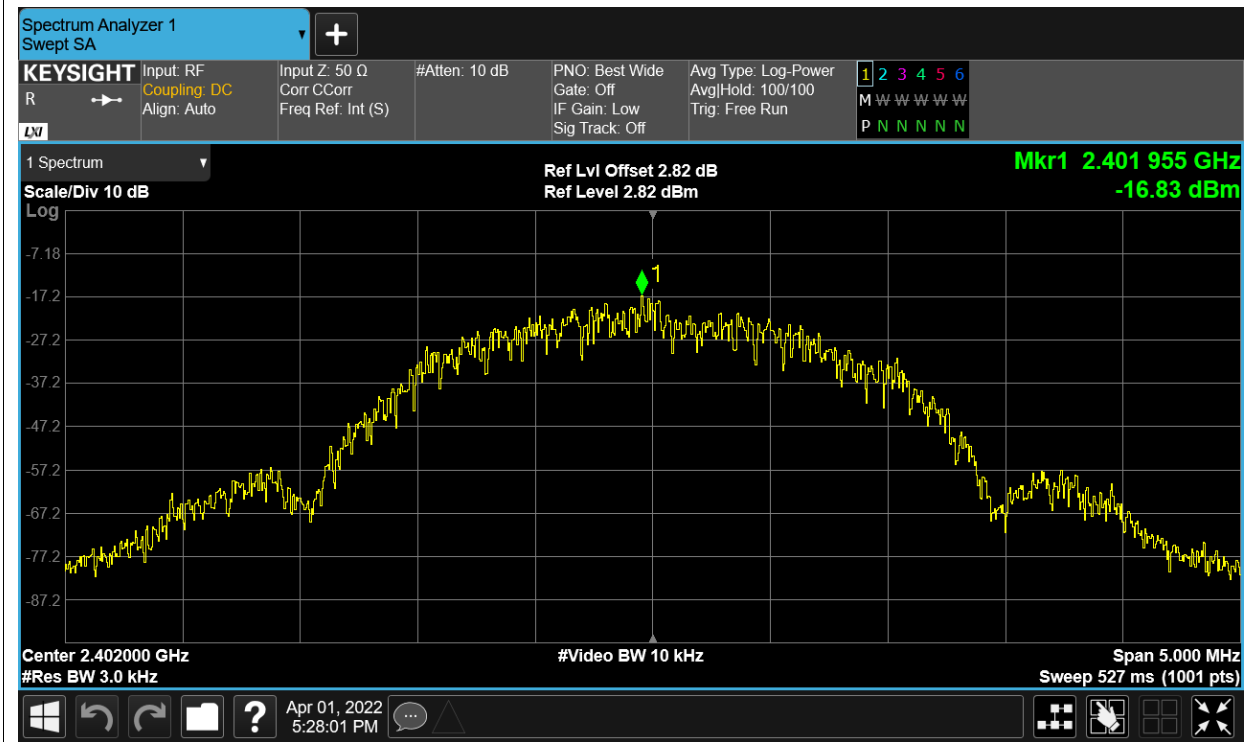 Spectrum Analyzer 1
Swept SA
+
KEYSIGHT
R
LXI
Input: RF
Coupling: DC
Align: Auto
Input Z: 50 Ω
Corr CCorr
Freq Ref: Int (S)
#Atten: 10 dB
PNO: Best Wide
Gate: Off
IF Gain: Low
Sig Track: Off
Avg Type: Log-Power
Avg|Hold: 100/100
Trig: Free Run
1 2 3 4 5 6
M W W W W W
P N N N N N
1 Spectrum
Scale/Div 10 dB
Log
Ref Lvl Offset 2.82 dB
Ref Level 2.82 dBm
Mkr1 2.401 955 GHz
-16.83 dBm
1
-7.18
-17.2
-27.2
-37.2
-47.2
-57.2
-67.2
-77.2
-87.2
Center 2.402000 GHz
#Res BW 3.0 kHz
#Video BW 10 kHz
Span 5.000 MHz
Sweep 527 ms (1001 pts)
?
Apr 01, 2022
5:28:01 PM